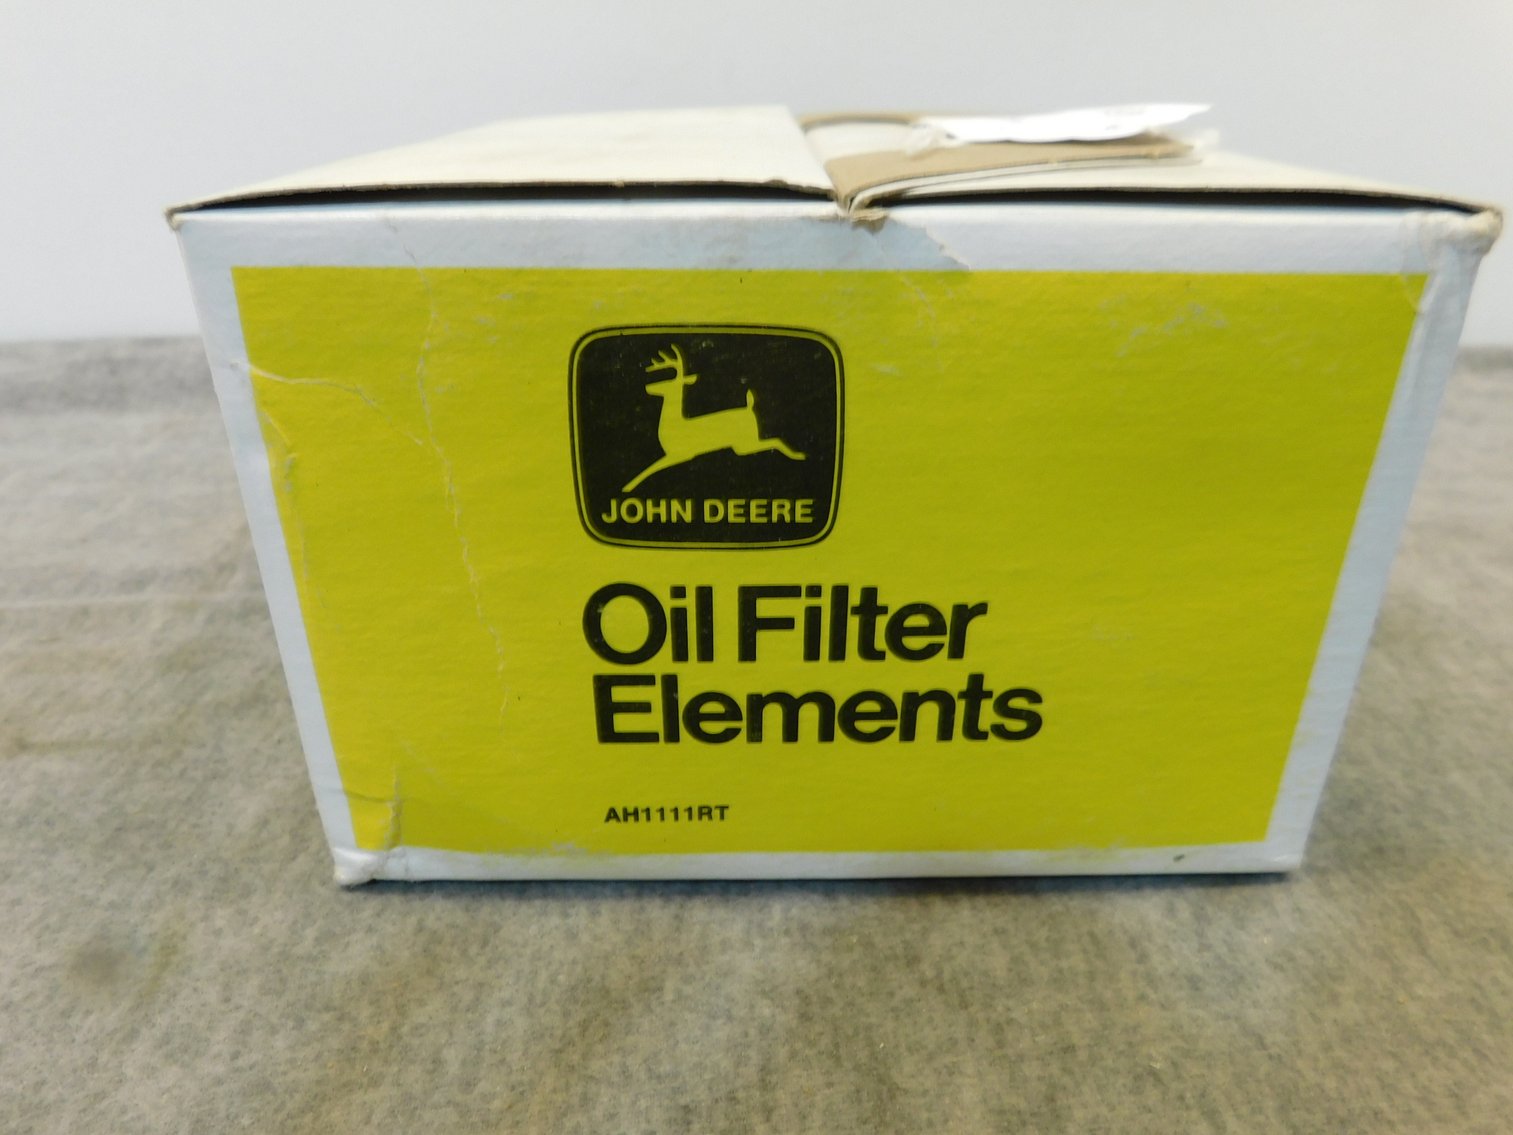 JOHN DEERE
Oil Filter
Elements
AH1111RT